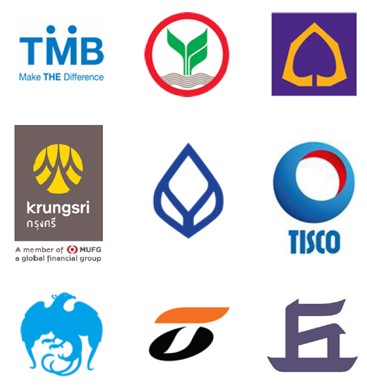 TMB
Make THE Difference
krungsri
กรุงศรี
A member of MUFG
a global financial group
TISCO